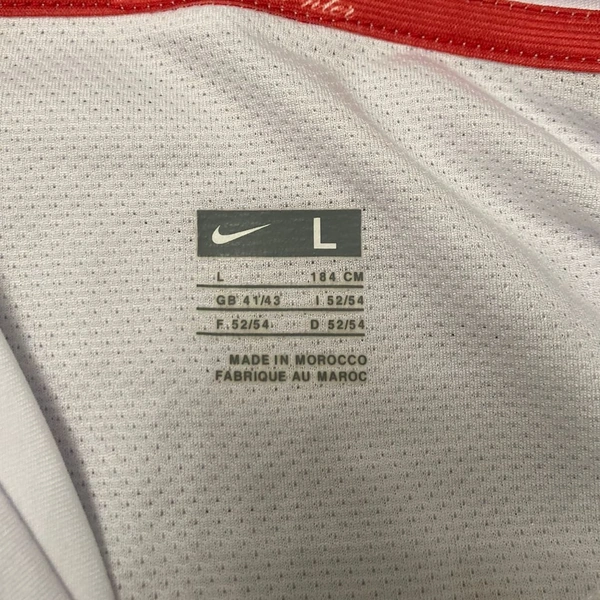 L
L 184 CM
GB 41/43 I 52/54
F 52/54 D 52/54
MADE IN MOROCCO
FABRIQUE AU MAROC